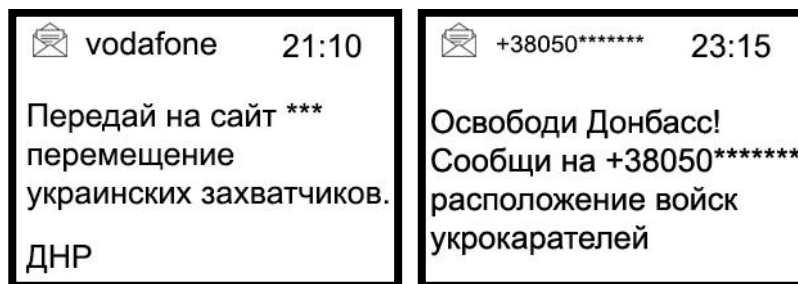 vodafone 21:10
Передай на сайт ***
перемещение
украинских захватчиков.
ДНР
+38050******* 23:15
Освободи Донбасс!
Сообщи на +38050*******
расположение войск
укрокарателей